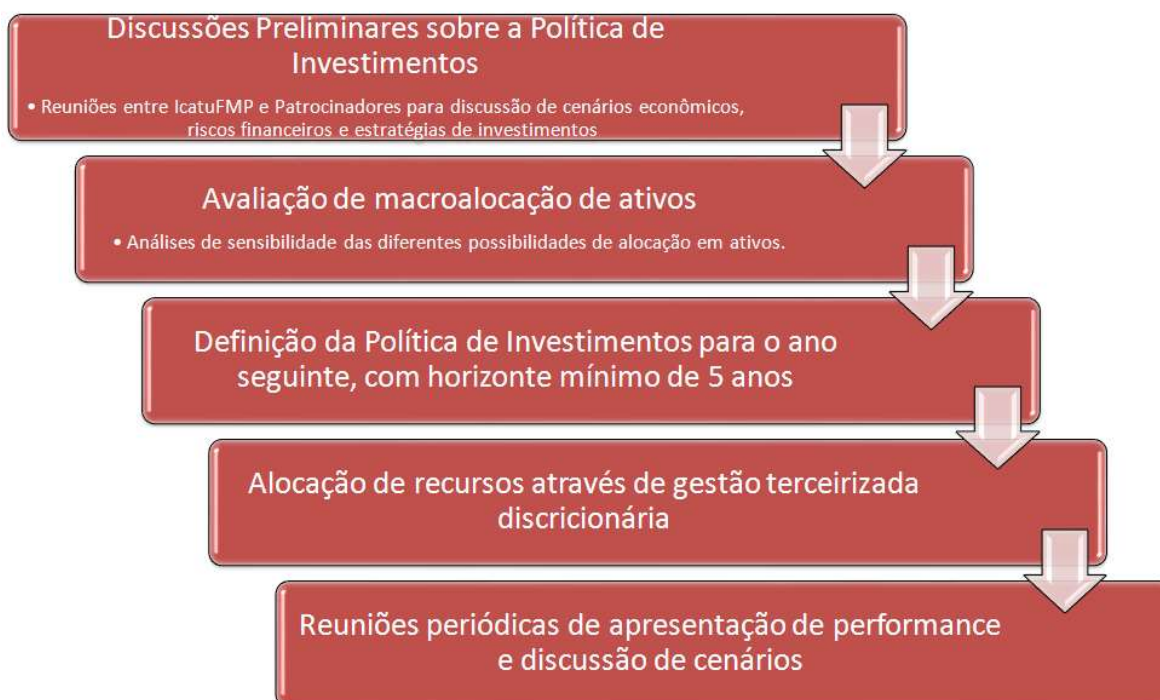 Discussões Preliminares sobre a Política de
Investimentos
• Reuniões entre IcatuFMP e Patrocinadores para discussão de cenários econômicos,
riscos financeiros e estratégias de investimentos
Avaliação de macroalocação de ativos
• Análises de sensibilidade das diferentes possibilidades de alocação em ativos.
Definição da Política de Investimentos para o ano
seguinte, com horizonte mínimo de 5 anos
Alocação de recursos através de gestão terceirizada
discricionária
Reuniões periódicas de apresentação de performance
e discussão de cenários